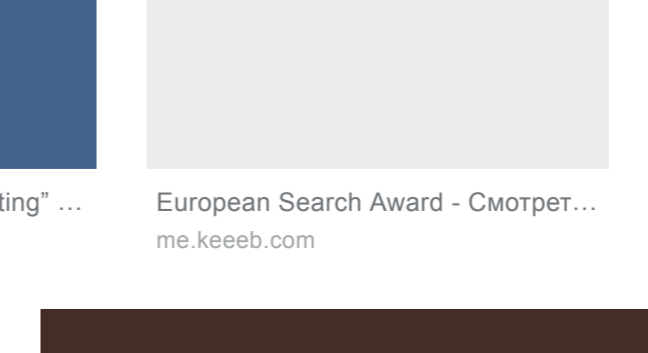 ting” …
European Search Award - Смотрет…
me.keeeb.com